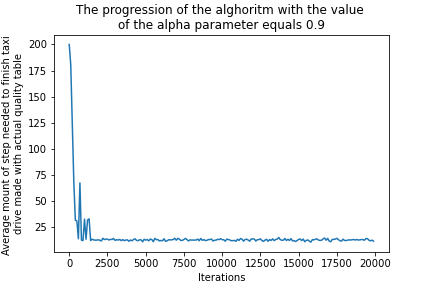 The progression of the alghoritm with the value
of the alpha parameter equals 0.9
Average mount of step needed to finish taxi
drive made with actual quality table
200
175
150
125
100
75
50
25
0 2500 5000 7500 10000 12500 15000 17500 20000
Iterations